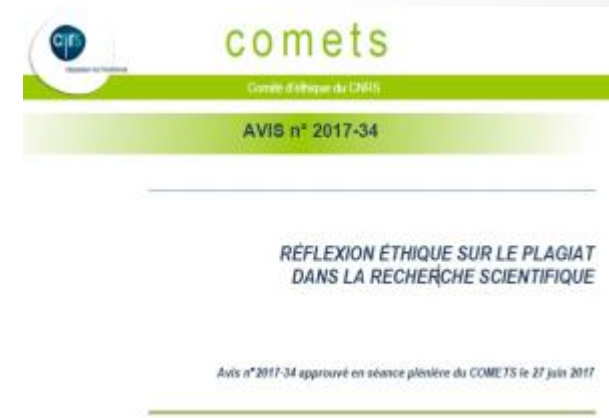 cnrs
comets
Comité d'éthique du CNRS
AVIS n° 2017-34
RÉFLEXION ÉTHIQUE SUR LE PLAGIAT
DANS LA RECHERCHE SCIENTIFIQUE
Avis n°2017-34 approuvé en séance plénière du COMETS le 27 juin 2017